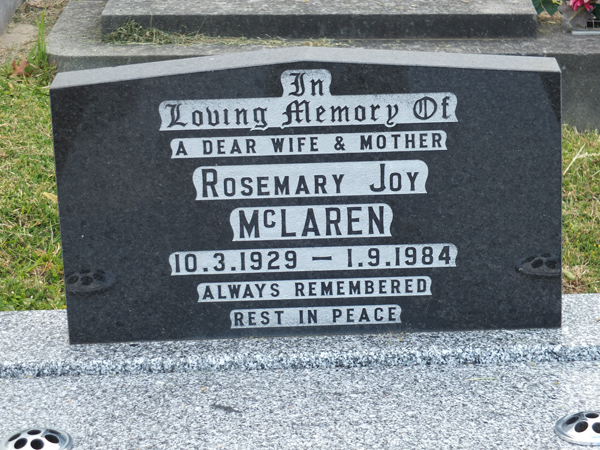 In
Loving Memory Of
A DEAR WIFE & MOTHER
ROSEMARY JOY
McLAREN
10.3.1929 – 1.9.1984
ALWAYS REMEMBERED
REST IN PEACE